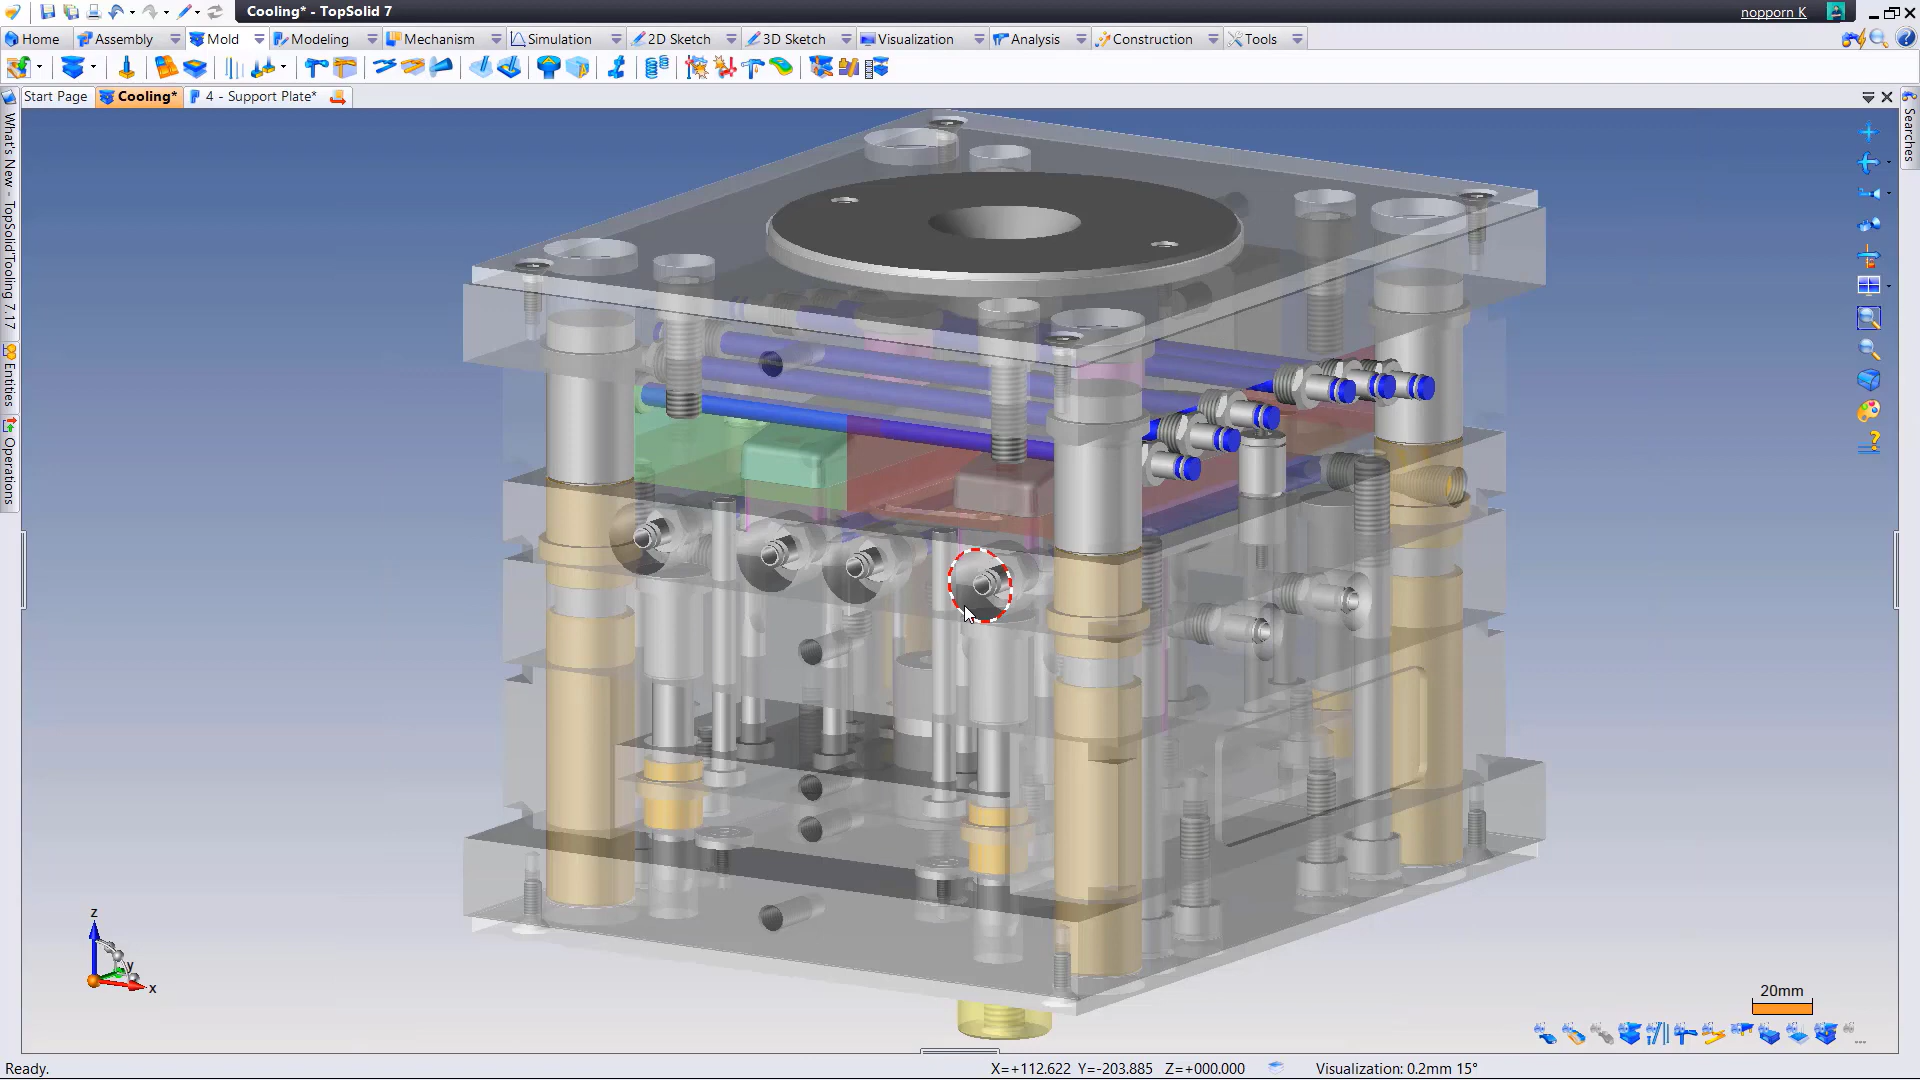 Cooling* - TopSolid 7
nopporn K
Home
Assembly
Mold
Modeling
Mechanism
Simulation
2D Sketch
3D Sketch
Visualization
Analysis
Construction
Tools
Start Page
Cooling*
4 - Support Plate*
What's New - TopSolid'Tooling 7.17
Entities
Operations
Searches
z
y
x
20mm
Ready.
X=+112.622 Y=-203.885 Z=+000.000
Visualization: 0.2mm 15°